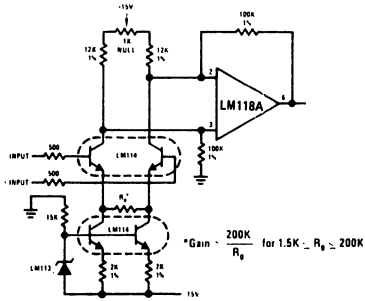 -15V
1K
NULL
12K
1%
12K
1%
100K
1%
2
3
6
LM118A
100K
1%
INPUT
500
LM114
INPUT
500
Rg*
15K
LM114
LM113
2K
1%
2K
1%
15V
*Gain ~ 200K / Rg for 1.5K ≤ Rg ≤ 200K